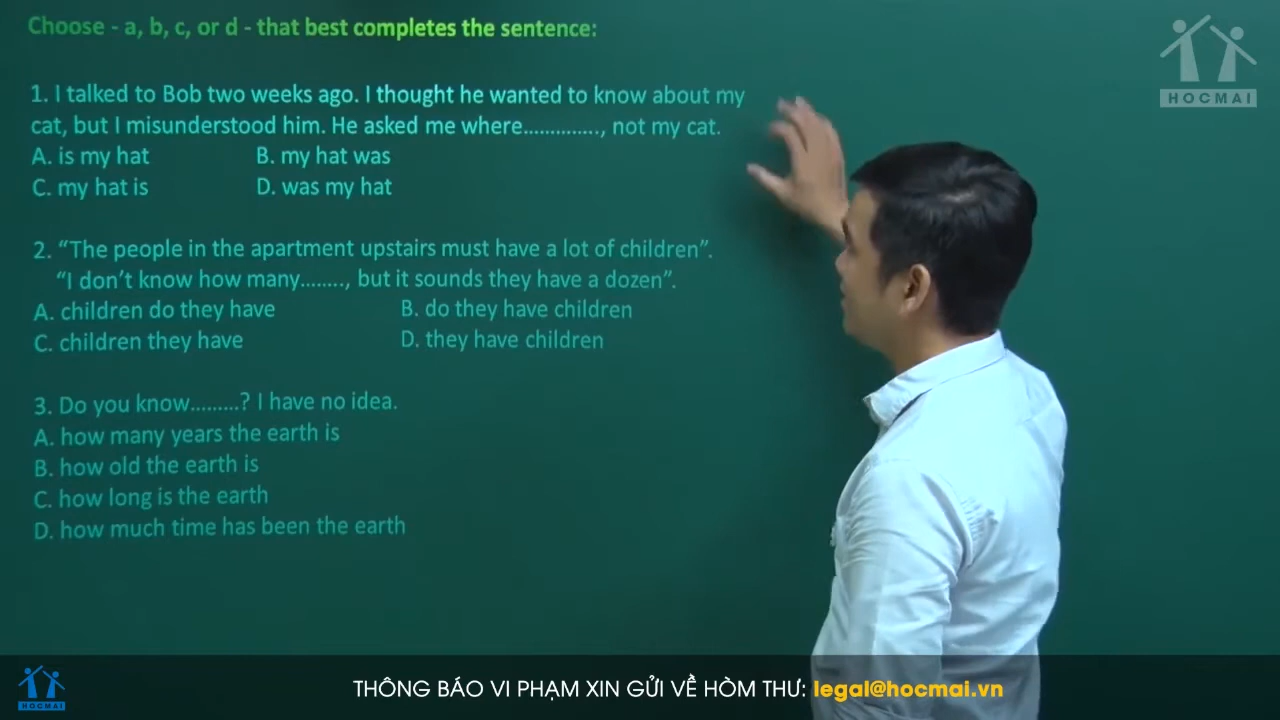 Choose - a, b, c, or d - that best completes the sentence:
HOCMAI
1. I talked to Bob two weeks ago. I thought he wanted to know about my
cat, but I misunderstood him. He asked me where.............., not my cat.
A. is my hat B. my hat was
C. my hat is D. was my hat
2. “The people in the apartment upstairs must have a lot of children”.
“I don’t know how many........, but it sounds they have a dozen”.
A. children do they have B. do they have children
C. children they have D. they have children
3. Do you know.........? I have no idea.
A. how many years the earth is
B. how old the earth is
C. how long is the earth
D. how much time has been the earth
HOCMAI
THÔNG BÁO VI PHẠM XIN GỬI VỀ HÒM THƯ: legal@hocmai.vn